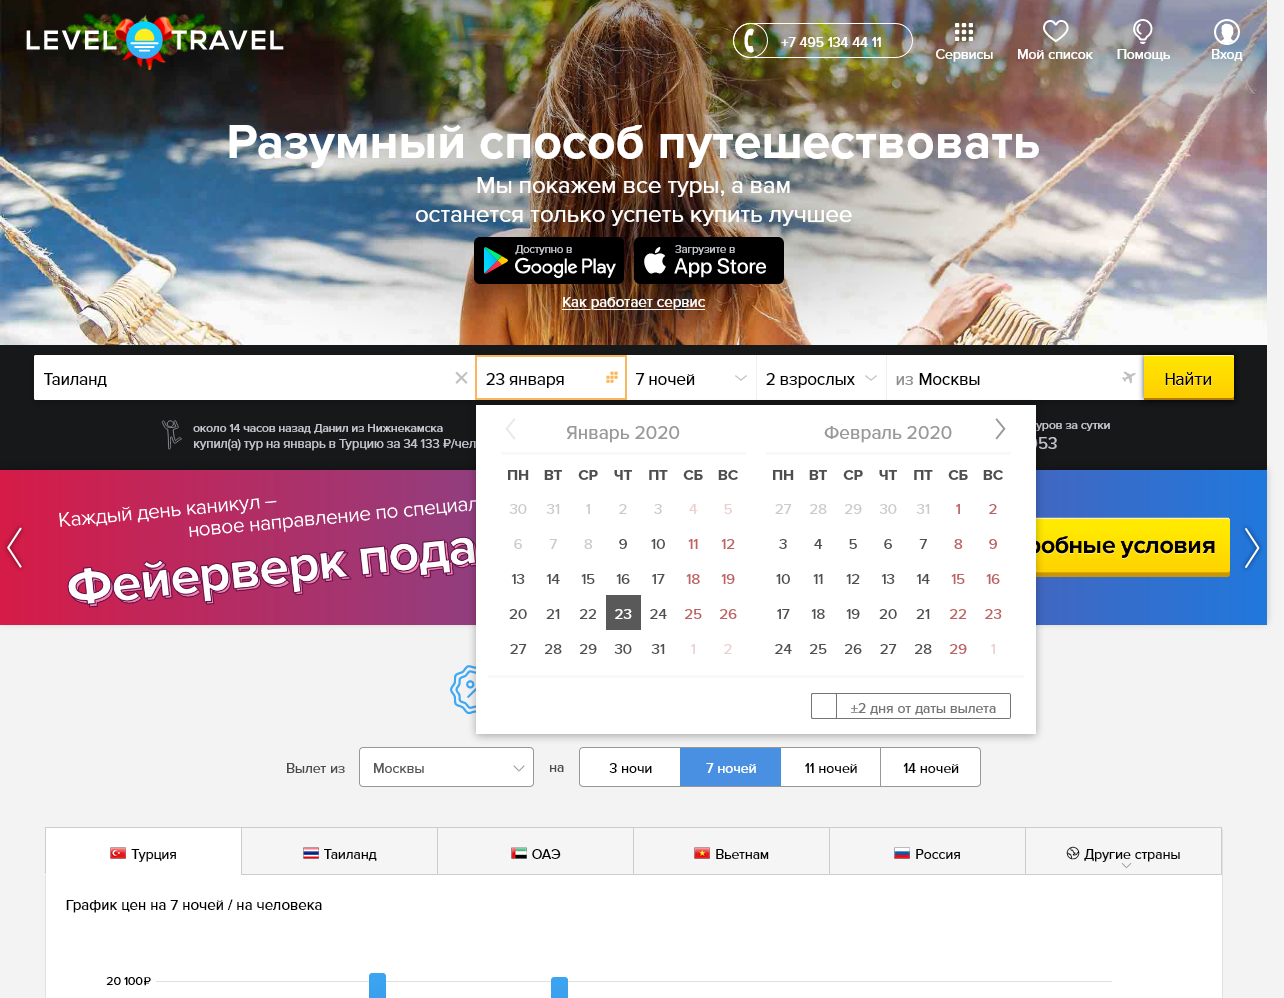 LEVEL TRAVEL
+7 495 134 44 11
Сервисы
Мой список
Помощь
Вход
Разумный способ путешествовать
Мы покажем все туры, а вам
останется только успеть купить лучшее
Доступно в
Google Play
Загрузите в
App Store
Как работает сервис
Таиланд
23 января
7 ночей
2 взрослых
из Москвы
Найти
около 14 часов назад Данил из Нижнекамска
купил(а) тур на январь в Турцию за 34 133 ₽/чел
уров за сутки
953
Январь 2020
Февраль 2020
ПН ВТ СР ЧТ ПТ СБ ВС
ПН ВТ СР ЧТ ПТ СБ ВС
30 31 1 2 3 4 5
27 28 29 30 31 1 2
6 7 8 9 10 11 12
3 4 5 6 7 8 9
13 14 15 16 17 18 19
10 11 12 13 14 15 16
20 21 22 23 24 25 26
17 18 19 20 21 22 23
27 28 29 30 31 1 2
24 25 26 27 28 29 1
±2 дня от даты вылета
Каждый день каникул –
новое направление по специал
Фейерверк пода
робные условия
Вылет из
Москвы
на
3 ночи
7 ночей
11 ночей
14 ночей
Турция
Таиланд
ОАЭ
Вьетнам
Россия
Другие страны
График цен на 7 ночей / на человека
20 100₽